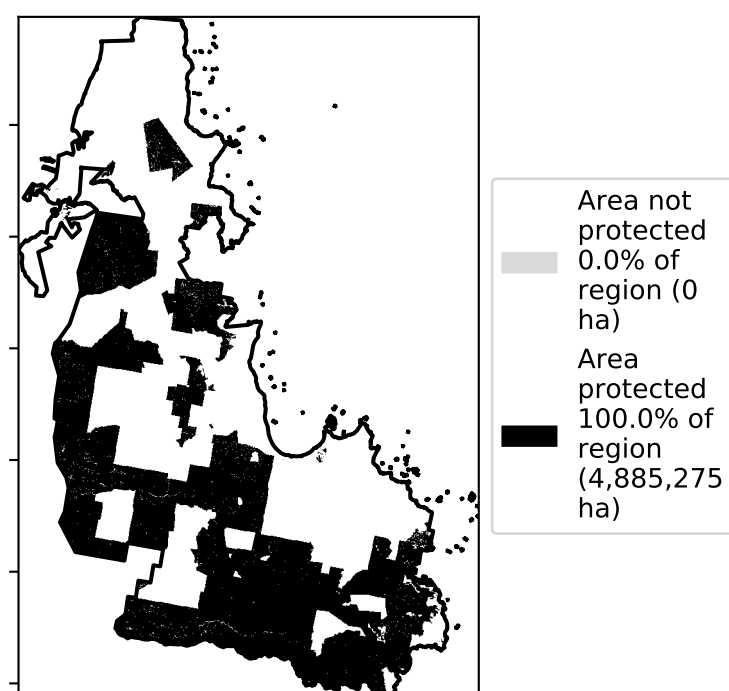 Area not
protected
0.0% of
region (0
ha)
Area
protected
100.0% of
region
(4,885,275
ha)